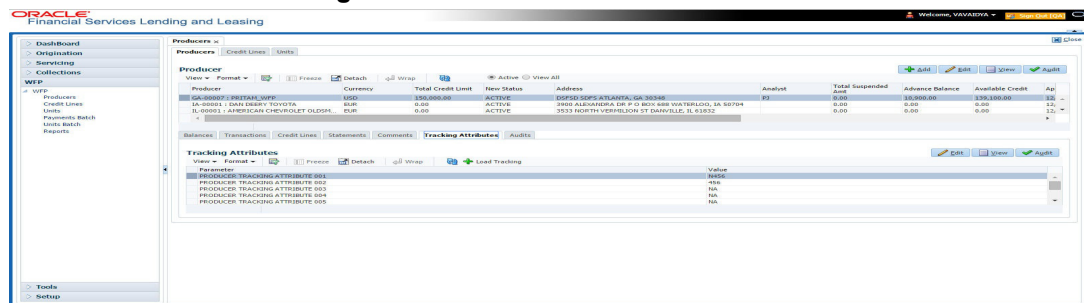 ORACLE
Financial Services Lending and Leasing
Welcome, VAVAIDYA
Sign Out [QA]
Close
DashBoard
Origination
Servicing
Collections
WFP
WFP
Producers
Credit Lines
Units
Payments Batch
Units Batch
Reports
Tools
Setup
Producers
Producers Credit Lines Units
Producer
Add Edit View Audit
View Format Freeze Detach Wrap Active View All
Producer Currency Total Credit Limit New Status Address Analyst Total Suspended Amt Advance Balance Available Credit Ap
GA-00007 : PRITAM_WFP USD 150,000.00 ACTIVE DSFSD SDFS ATLANTA, GA 30348 PJ 0.00 10,900.00 139,100.00 12,
IA-00001 : DAN DEERY TOYOTA EUR 0.00 ACTIVE 3900 ALEXANDRA DR P O BOX 688 WATERLOO, IA 50704 0.00 0.00 0.00 12,
IL-00001 : AMERICAN CHEVROLET OLDSM... EUR 0.00 ACTIVE 3533 NORTH VERMILION ST DANVILLE, IL 61832 0.00 0.00 0.00 12,
Balances Transactions Credit Lines Statements Comments Tracking Attributes Audits
Tracking Attributes
Edit View Audit
View Format Freeze Detach Wrap Load Tracking
Parameter Value
PRODUCER TRACKING ATTRIBUTE 001 N456
PRODUCER TRACKING ATTRIBUTE 002 456
PRODUCER TRACKING ATTRIBUTE 003 NA
PRODUCER TRACKING ATTRIBUTE 004 NA
PRODUCER TRACKING ATTRIBUTE 005 NA